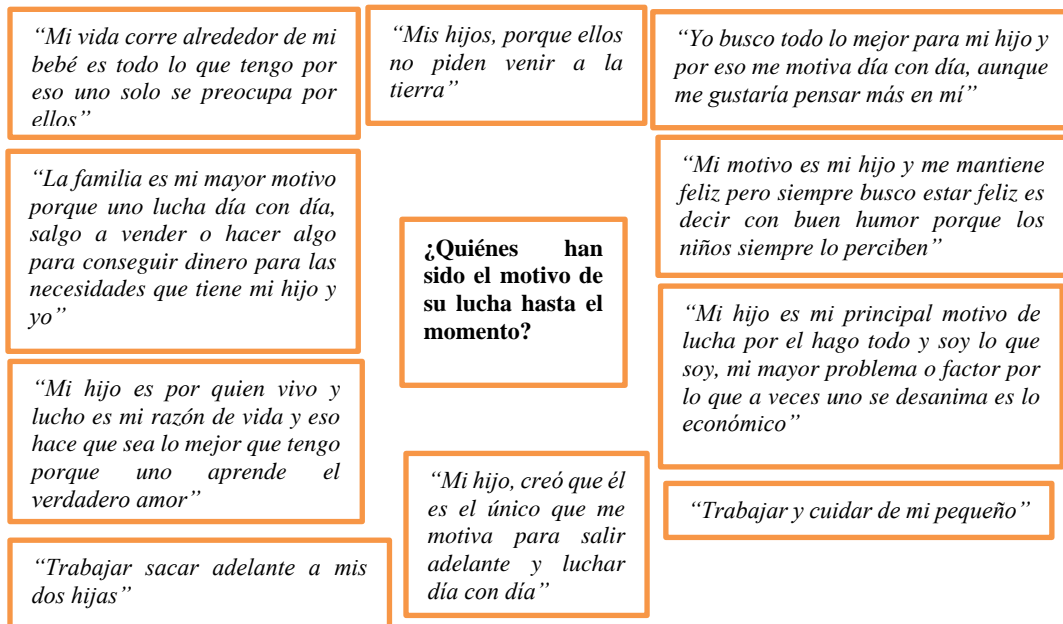 “Mi vida corre alrededor de mi
bebé es todo lo que tengo por
eso uno solo se preocupa por
ellos”
“Mis hijos, porque ellos
no piden venir a la
tierra”
“Yo busco todo lo mejor para mi hijo y
por eso me motiva día con día, aunque
me gustaría pensar más en mí”
“La familia es mi mayor motivo
porque uno lucha día con día,
salgo a vender o hacer algo
para conseguir dinero para las
necesidades que tiene mi hijo y
yo”
¿Quiénes han
sido el motivo de
su lucha hasta el
momento?
“Mi motivo es mi hijo y me mantiene
feliz pero siempre busco estar feliz es
decir con buen humor porque los
niños siempre lo perciben”
“Mi hijo es mi principal motivo de
lucha por el hago todo y soy lo que
soy, mi mayor problema o factor por
lo que a veces uno se desanima es lo
económico”
“Mi hijo es por quien vivo y
lucho es mi razón de vida y eso
hace que sea lo mejor que tengo
porque uno aprende el
verdadero amor”
“Mi hijo, creó que él
es el único que me
motiva para salir
adelante y luchar
día con día”
“Trabajar y cuidar de mi pequeño”
“Trabajar sacar adelante a mis
dos hijas”